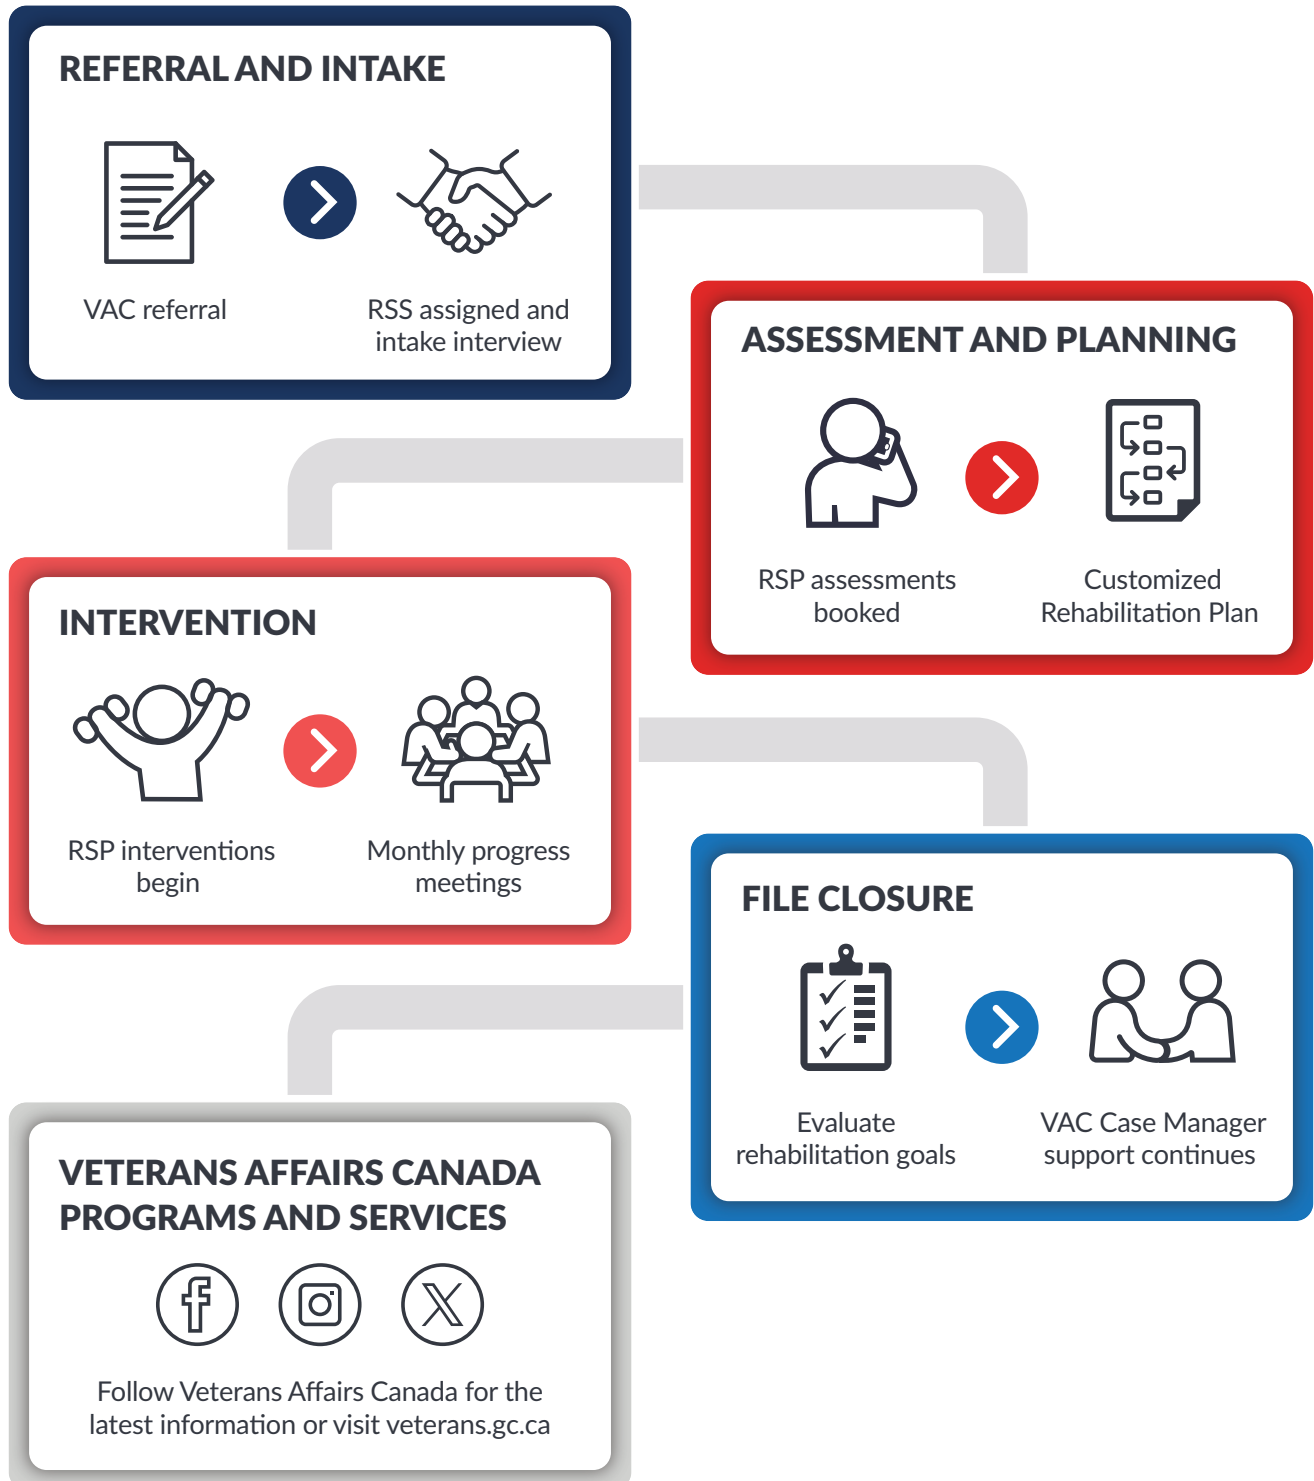 REFERRAL AND INTAKE
VAC referral
RSS assigned and
intake interview
ASSESSMENT AND PLANNING
RSP assessments
booked
Customized
Rehabilitation Plan
INTERVENTION
RSP interventions
begin
Monthly progress
meetings
FILE CLOSURE
Evaluate
rehabilitation goals
VAC Case Manager
support continues
VETERANS AFFAIRS CANADA
PROGRAMS AND SERVICES
Follow Veterans Affairs Canada for the
latest information or visit veterans.gc.ca